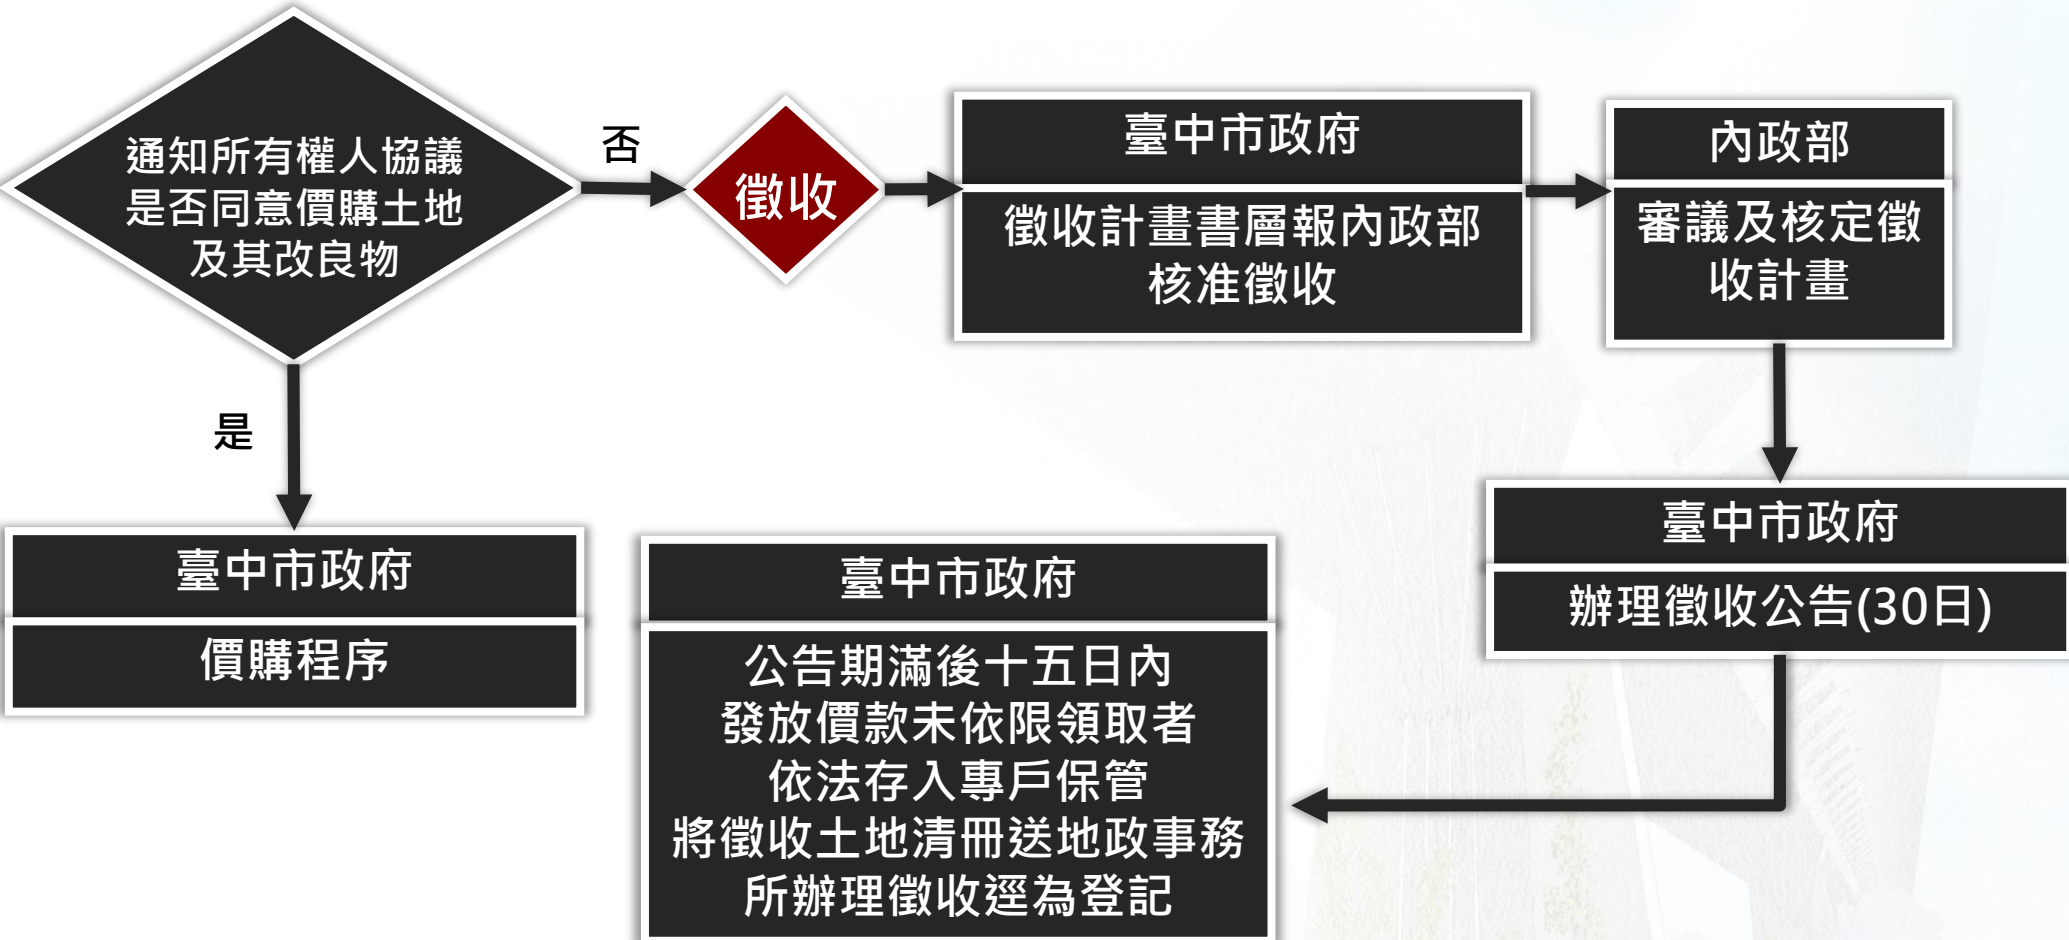 通知所有權人協議
是否同意價購土地
及其改良物
否
徵收
臺中市政府
徵收計畫書層報內政部
核准徵收
內政部
審議及核定徵
收計畫
是
臺中市政府
價購程序
臺中市政府
辦理徵收公告(30日)
臺中市政府
公告期滿後十五日內
發放價款未依限領取者
依法存入專戶保管
將徵收土地清冊送地政事務
所辦理徵收逕為登記